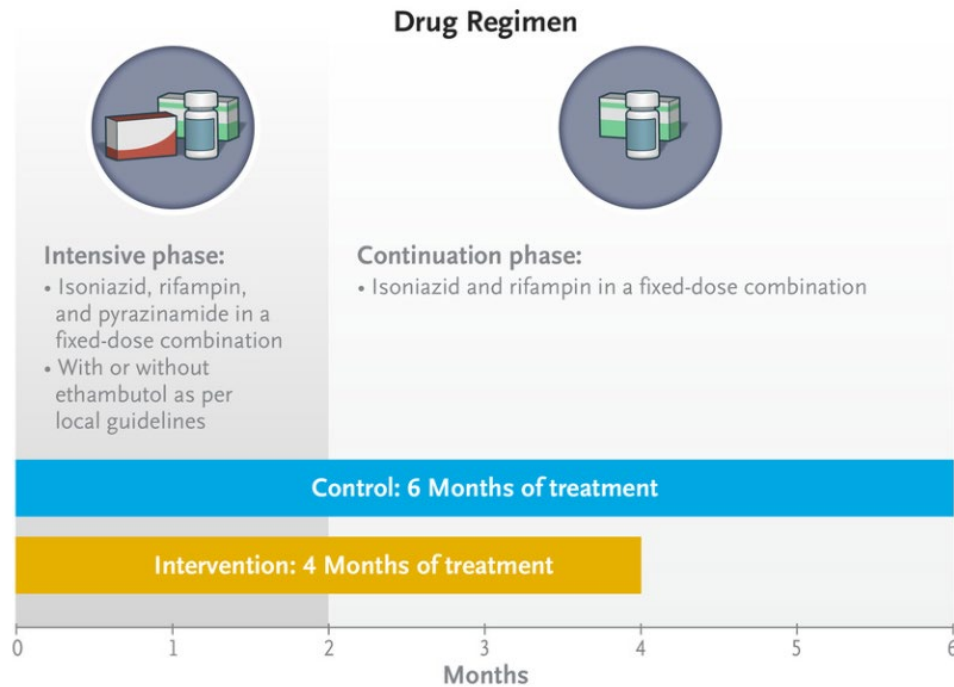 Drug Regimen
Intensive phase:
• Isoniazid, rifampin,
and pyrazinamide in a
fixed-dose combination
• With or without
ethambutol as per
local guidelines
Continuation phase:
• Isoniazid and rifampin in a fixed-dose combination
Control: 6 Months of treatment
Intervention: 4 Months of treatment
0 1 2 3 4 5 6
Months